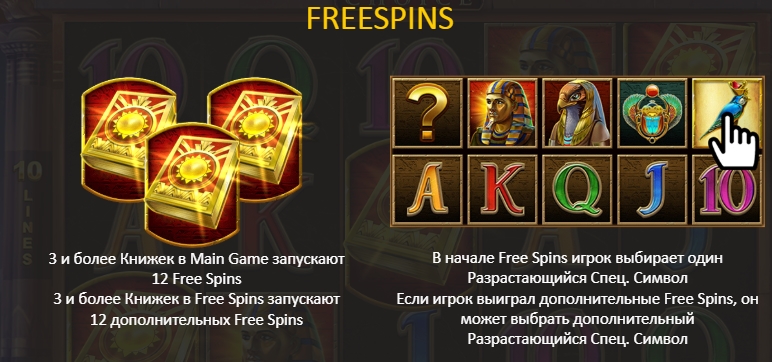 FREESPINS
?
A K Q J 10
10
LINES
3 и более Книжек в Main Game запускают
12 Free Spins
3 и более Книжек в Free Spins запускают
12 дополнительных Free Spins
В начале Free Spins игрок выбирает один
Разрастающийся Спец. Символ
Если игрок выиграл дополнительные Free Spins, он
может выбрать дополнительный
Разрастающийся Спец. Символ